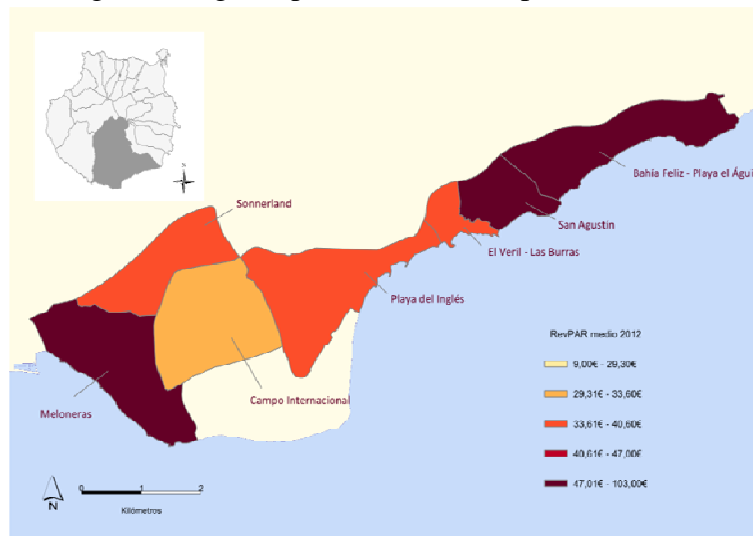 Sonnerland
Bahía Feliz - Playa el Águi
San Agustín
El Veril - Las Burras
Playa del Inglés
Campo Internacional
Meloneras
RevPAR medio 2012
9,00€ - 29,30€
29,31€ - 33,60€
33,61€ - 40,60€
40,61€ - 47,00€
47,01€ - 103,00€
N
0 1 2
Kilómetros